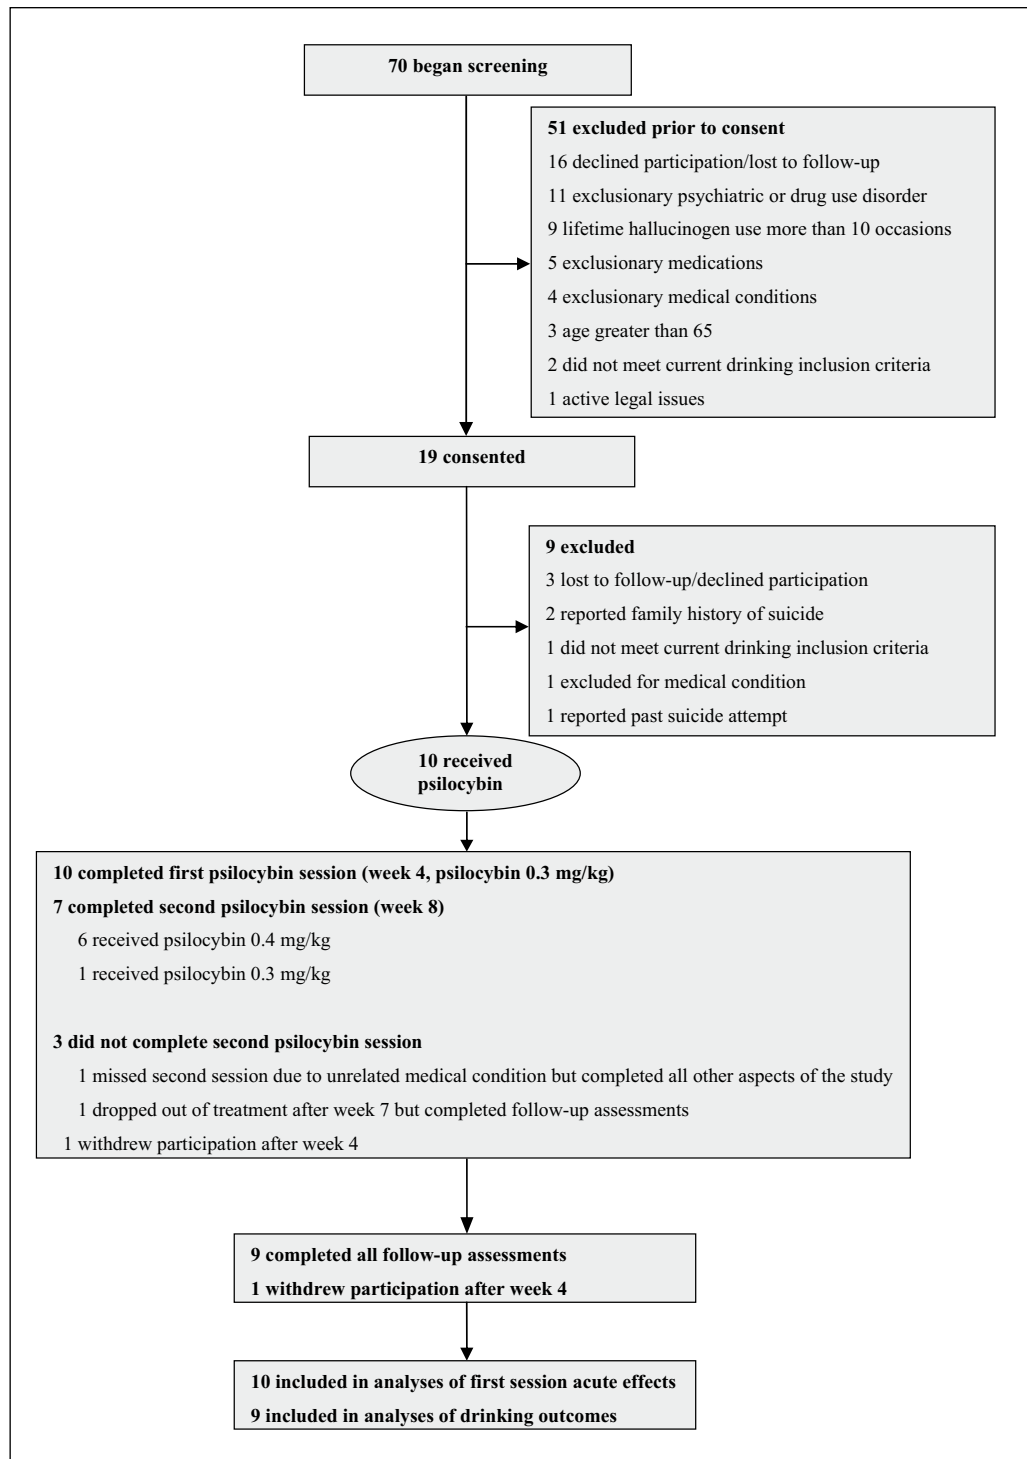 70 began screening
51 excluded prior to consent
16 declined participation/lost to follow-up
11 exclusionary psychiatric or drug use disorder
9 lifetime hallucinogen use more than 10 occasions
5 exclusionary medications
4 exclusionary medical conditions
3 age greater than 65
2 did not meet current drinking inclusion criteria
1 active legal issues
19 consented
9 excluded
3 lost to follow-up/declined participation
2 reported family history of suicide
1 did not meet current drinking inclusion criteria
1 excluded for medical condition
1 reported past suicide attempt
10 received
psilocybin
10 completed first psilocybin session (week 4, psilocybin 0.3 mg/kg)
7 completed second psilocybin session (week 8)
6 received psilocybin 0.4 mg/kg
1 received psilocybin 0.3 mg/kg
3 did not complete second psilocybin session
1 missed second session due to unrelated medical condition but completed all other aspects of the study
1 dropped out of treatment after week 7 but completed follow-up assessments
1 withdrew participation after week 4
9 completed all follow-up assessments
1 withdrew participation after week 4
10 included in analyses of first session acute effects
9 included in analyses of drinking outcomes